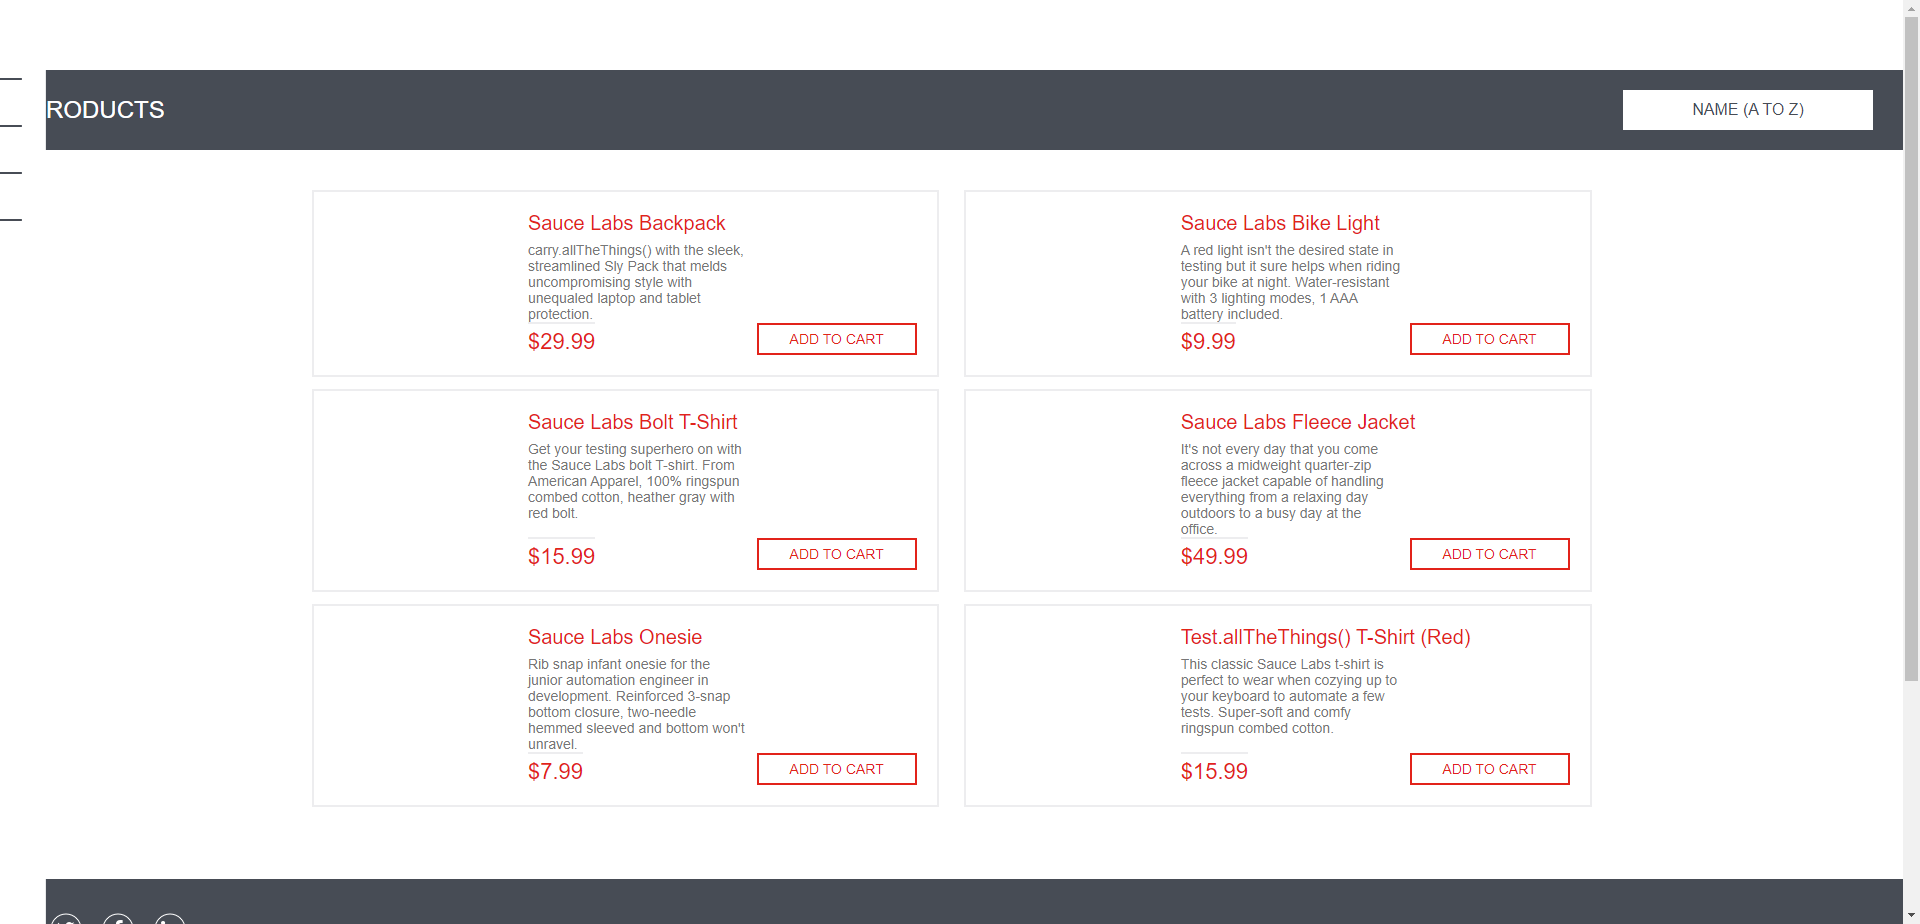 RODUCTS
NAME (A TO Z)
Sauce Labs Backpack
carry.allTheThings() with the sleek,
streamlined Sly Pack that melds
uncompromising style with
unequaled laptop and tablet
protection.
$29.99
ADD TO CART
Sauce Labs Bike Light
A red light isn't the desired state in
testing but it sure helps when riding
your bike at night. Water-resistant
with 3 lighting modes, 1 AAA
battery included.
$9.99
ADD TO CART
Sauce Labs Bolt T-Shirt
Get your testing superhero on with
the Sauce Labs bolt T-shirt. From
American Apparel, 100% ringspun
combed cotton, heather gray with
red bolt.
$15.99
ADD TO CART
Sauce Labs Fleece Jacket
It's not every day that you come
across a midweight quarter-zip
fleece jacket capable of handling
everything from a relaxing day
outdoors to a busy day at the
office.
$49.99
ADD TO CART
Sauce Labs Onesie
Rib snap infant onesie for the
junior automation engineer in
development. Reinforced 3-snap
bottom closure, two-needle
hemmed sleeved and bottom won't
unravel.
$7.99
ADD TO CART
Test.allTheThings() T-Shirt (Red)
This classic Sauce Labs t-shirt is
perfect to wear when cozying up to
your keyboard to automate a few
tests. Super-soft and comfy
ringspun combed cotton.
$15.99
ADD TO CART